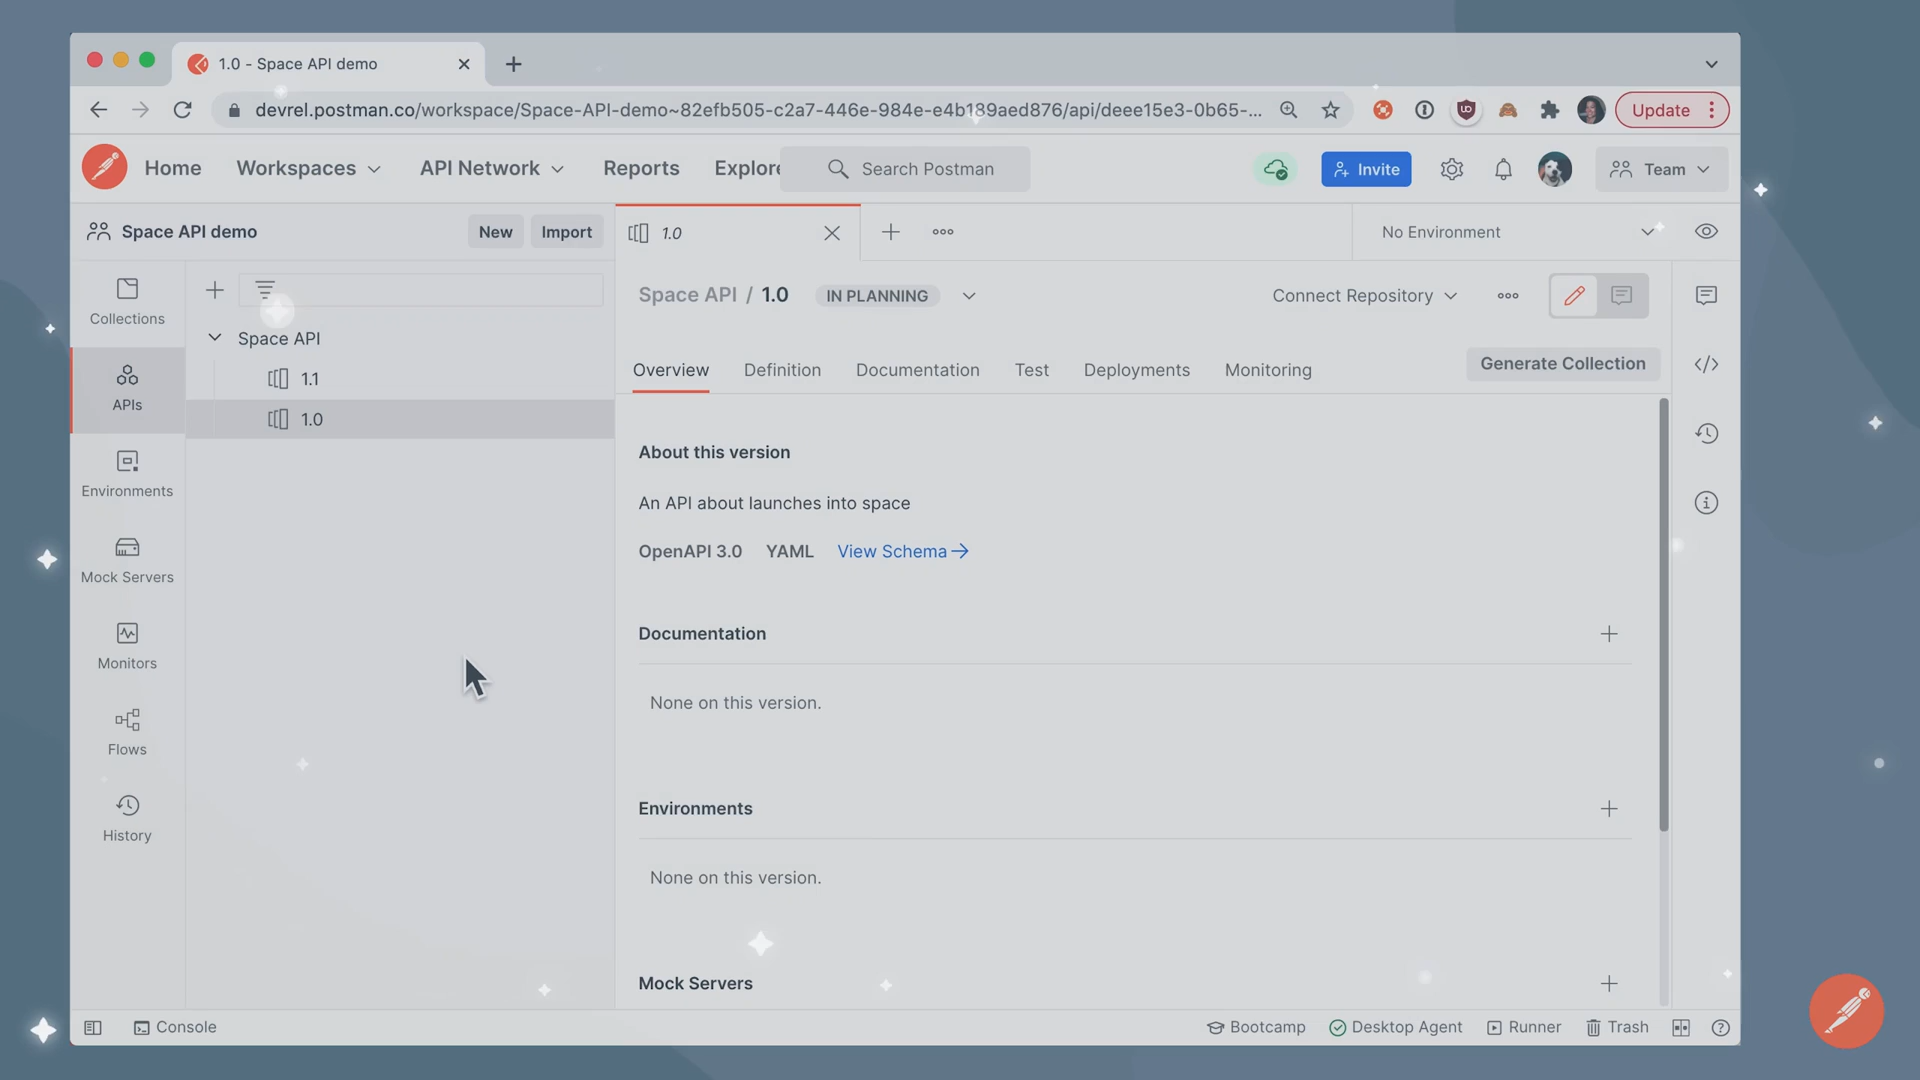 1.0 - Space API demo
devrel.postman.co/workspace/Space-API-demo~82efb505-c2a7-446e-984e-e4b189aed876/api/deee15e3-0b65-...
Update
Home
Workspaces
API Network
Reports
Explore
Search Postman
Invite
Team
Space API demo
New
Import
1.0
No Environment
Collections
APIs
Environments
Mock Servers
Monitors
Flows
History
Space API
1.1
1.0
Space API / 1.0
IN PLANNING
Connect Repository
Overview
Definition
Documentation
Test
Deployments
Monitoring
Generate Collection
About this version
An API about launches into space
OpenAPI 3.0
YAML
View Schema
Documentation
None on this version.
Environments
None on this version.
Mock Servers
Console
Bootcamp
Desktop Agent
Runner
Trash